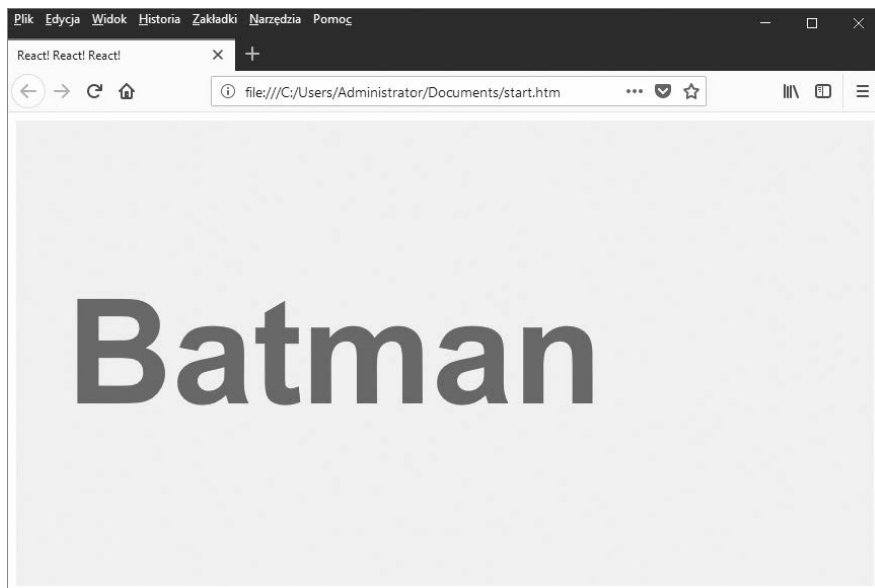 Plik Edycja Widok Historia Zakładki Narzędzia Pomoc
React! React! React!
file:///C:/Users/Administrator/Documents/start.htm
Batman